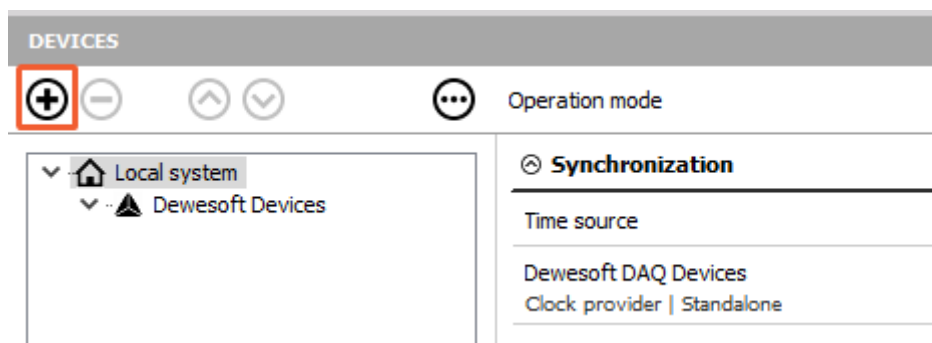 DEVICES
Operation mode
Local system
Dewesoft Devices
Synchronization
Time source
Dewesoft DAQ Devices
Clock provider | Standalone